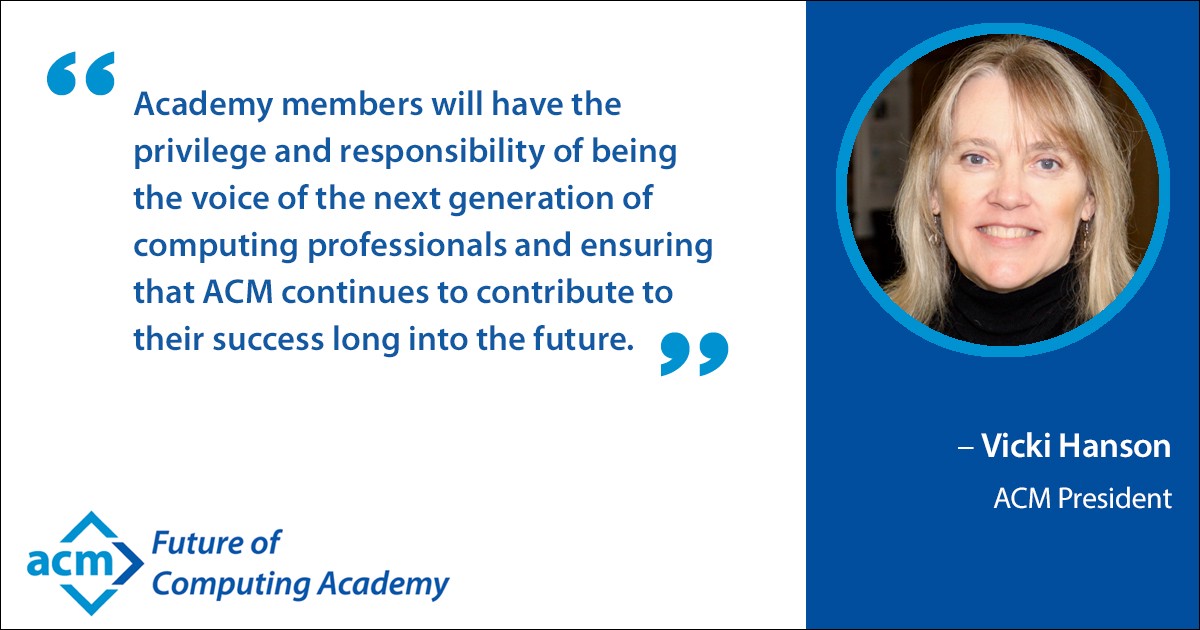 “
Academy members will have the
privilege and responsibility of being
the voice of the next generation of
computing professionals and ensuring
that ACM continues to contribute to
their success long into the future. ”
– Vicki Hanson
ACM President
acm
Future of
Computing Academy